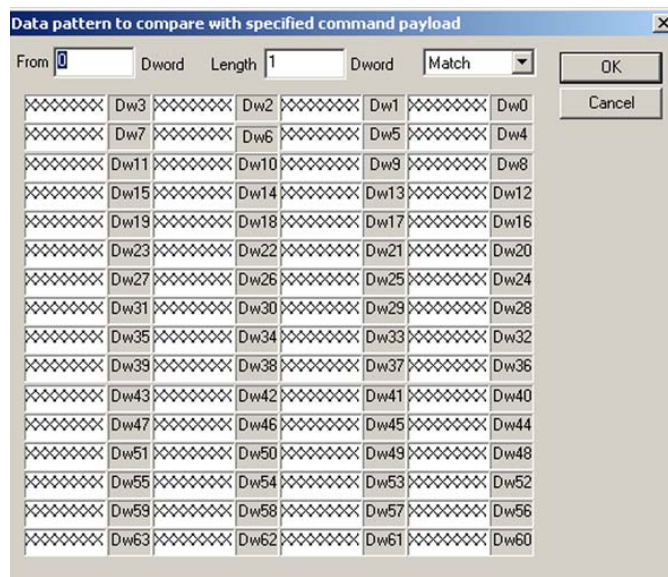 Data pattern to compare with specified command payload
From 0 Dword Length 1 Dword Match OK
XXXXXXXX Dw3 XXXXXXXX Dw2 XXXXXXXX Dw1 XXXXXXXX Dw0 Cancel
XXXXXXXX Dw7 XXXXXXXX Dw6 XXXXXXXX Dw5 XXXXXXXX Dw4
XXXXXXXX Dw11 XXXXXXXX Dw10 XXXXXXXX Dw9 XXXXXXXX Dw8
XXXXXXXX Dw15 XXXXXXXX Dw14 XXXXXXXX Dw13 XXXXXXXX Dw12
XXXXXXXX Dw19 XXXXXXXX Dw18 XXXXXXXX Dw17 XXXXXXXX Dw16
XXXXXXXX Dw23 XXXXXXXX Dw22 XXXXXXXX Dw21 XXXXXXXX Dw20
XXXXXXXX Dw27 XXXXXXXX Dw26 XXXXXXXX Dw25 XXXXXXXX Dw24
XXXXXXXX Dw31 XXXXXXXX Dw30 XXXXXXXX Dw29 XXXXXXXX Dw28
XXXXXXXX Dw35 XXXXXXXX Dw34 XXXXXXXX Dw33 XXXXXXXX Dw32
XXXXXXXX Dw39 XXXXXXXX Dw38 XXXXXXXX Dw37 XXXXXXXX Dw36
XXXXXXXX Dw43 XXXXXXXX Dw42 XXXXXXXX Dw41 XXXXXXXX Dw40
XXXXXXXX Dw47 XXXXXXXX Dw46 XXXXXXXX Dw45 XXXXXXXX Dw44
XXXXXXXX Dw51 XXXXXXXX Dw50 XXXXXXXX Dw49 XXXXXXXX Dw48
XXXXXXXX Dw55 XXXXXXXX Dw54 XXXXXXXX Dw53 XXXXXXXX Dw52
XXXXXXXX Dw59 XXXXXXXX Dw58 XXXXXXXX Dw57 XXXXXXXX Dw56
XXXXXXXX Dw63 XXXXXXXX Dw62 XXXXXXXX Dw61 XXXXXXXX Dw60